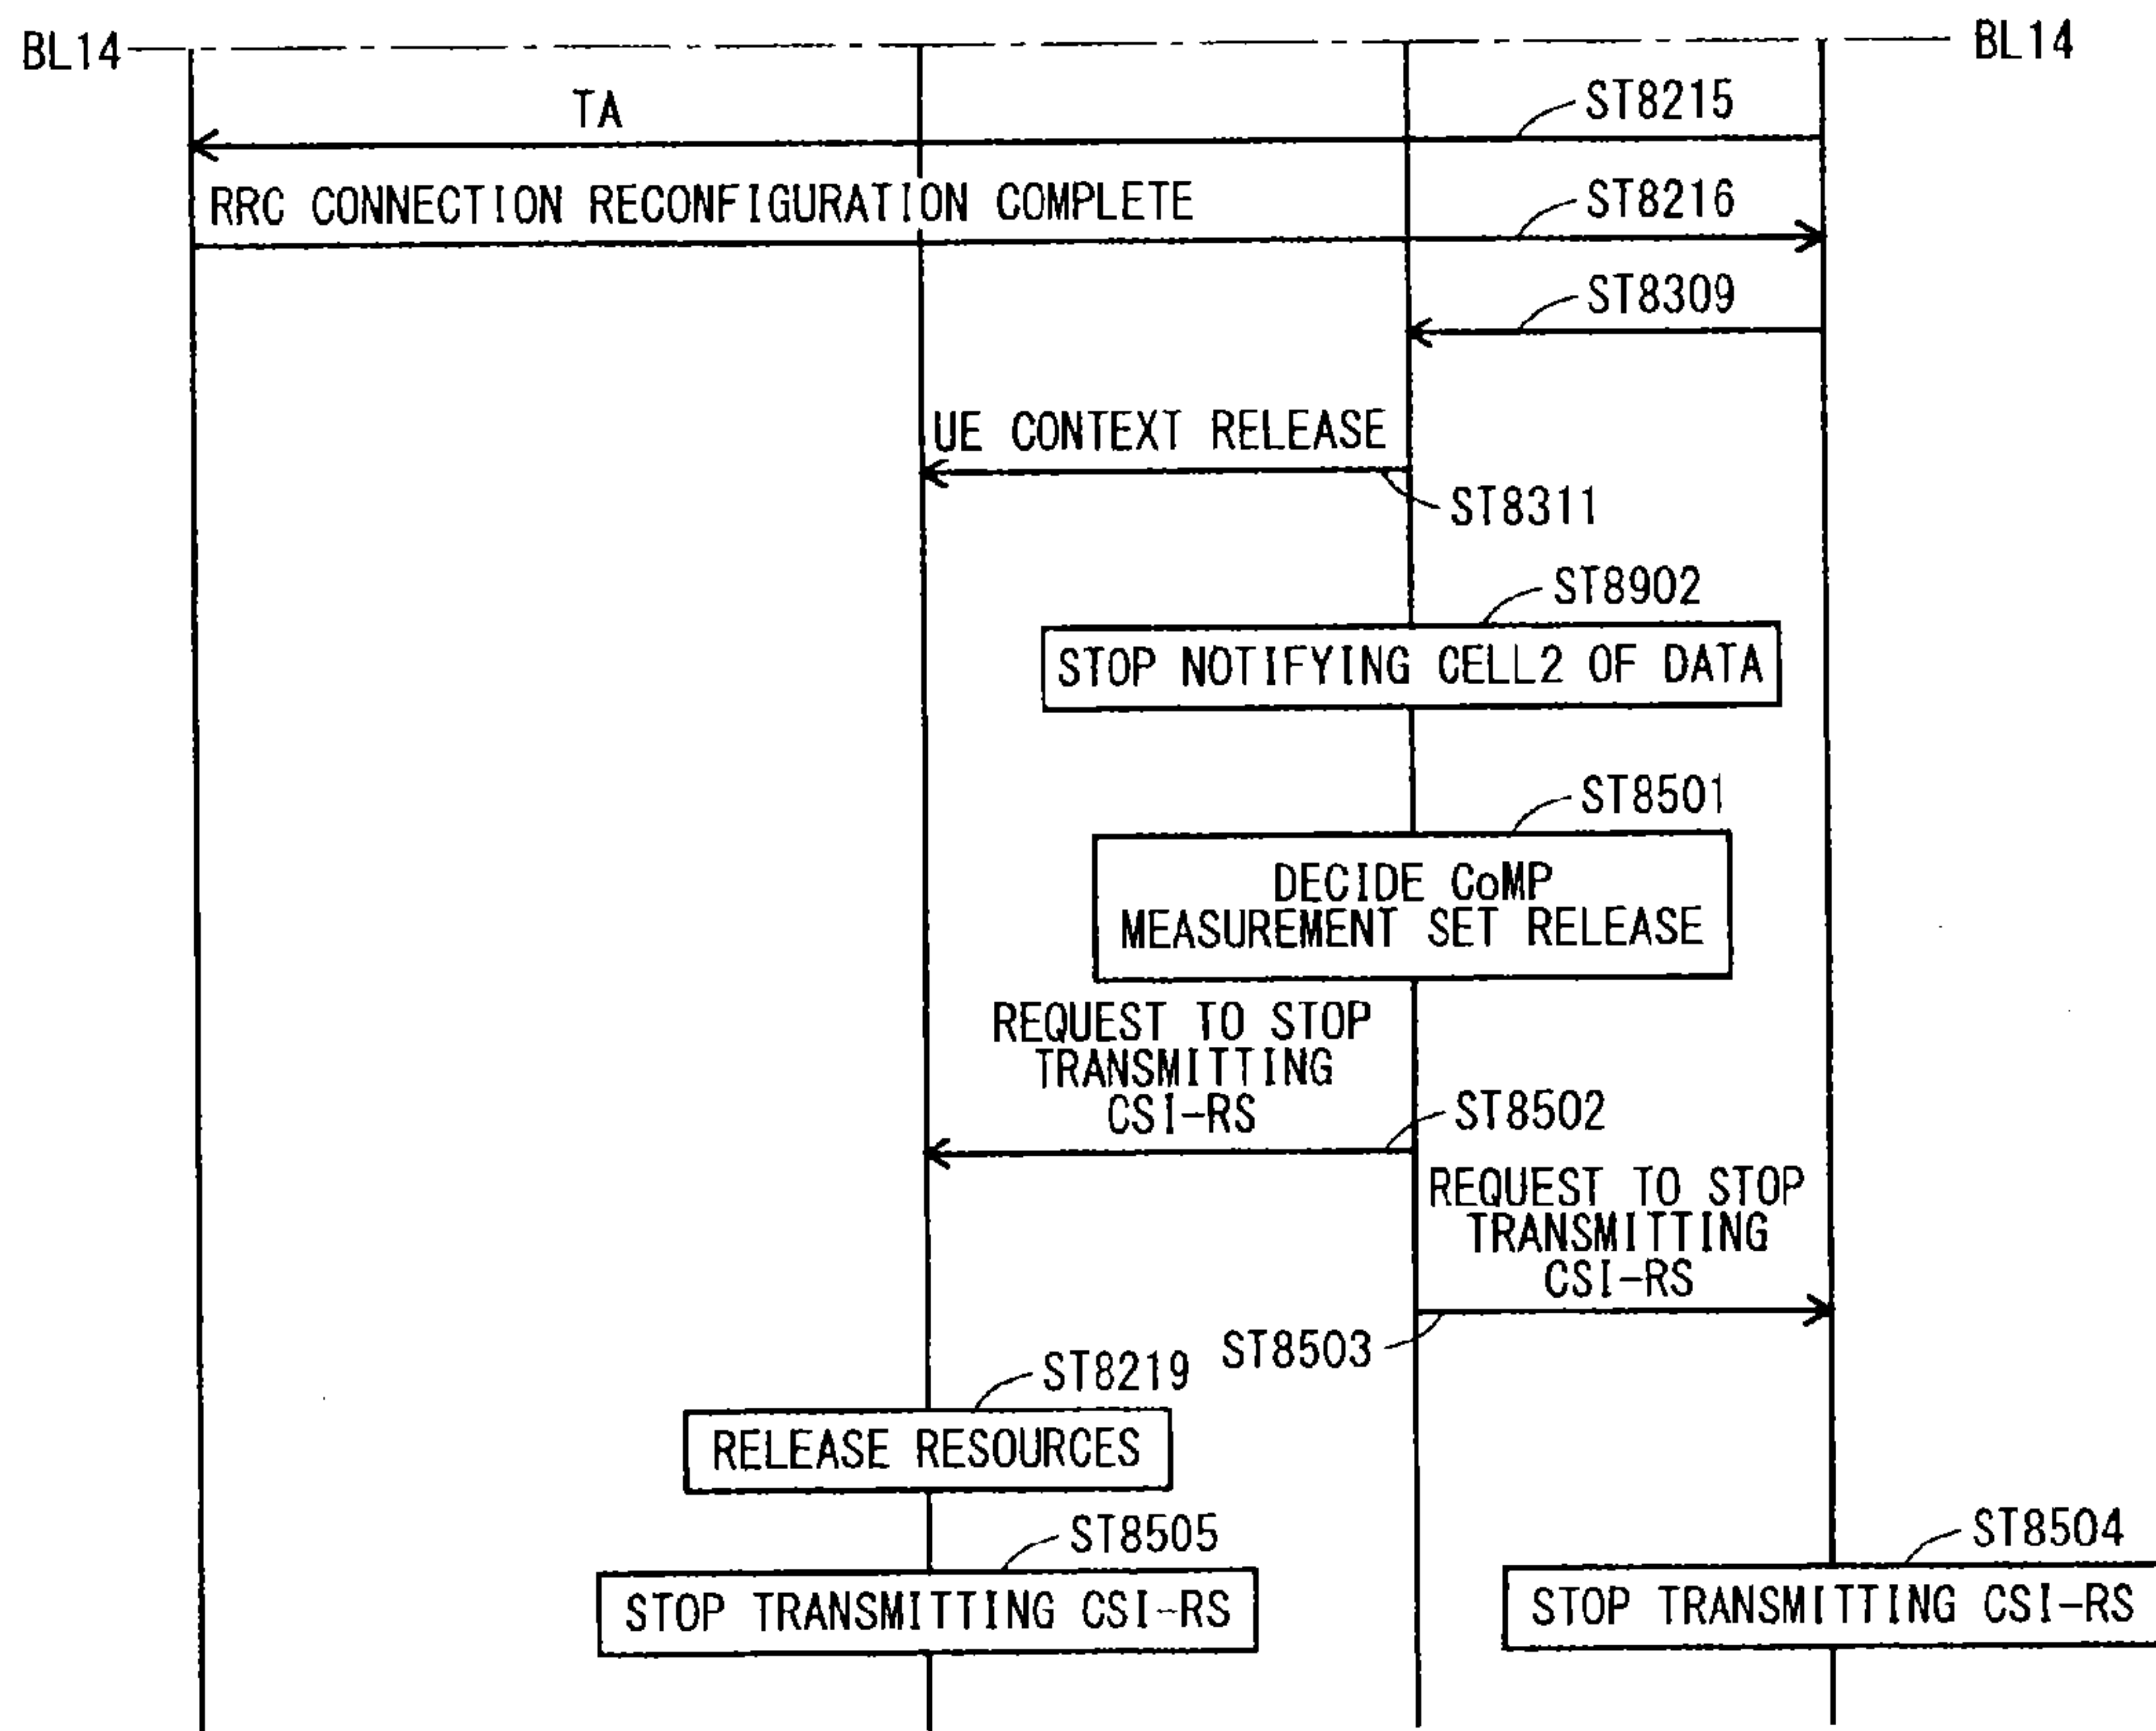 BL14
BL14
TA
ST8215
RRC CONNECTION RECONFIGURATION COMPLETE
ST8216
ST8309
UE CONTEXT RELEASE
ST8311
ST8902
STOP NOTIFYING CELL2 OF DATA
ST8501
DECIDE CoMP
MEASUREMENT SET RELEASE
REQUEST TO STOP
TRANSMITTING
CSI-RS
ST8502
REQUEST TO STOP
TRANSMITTING
CSI-RS
ST8503
ST8219
RELEASE RESOURCES
ST8505
STOP TRANSMITTING CSI-RS
ST8504
STOP TRANSMITTING CSI-RS